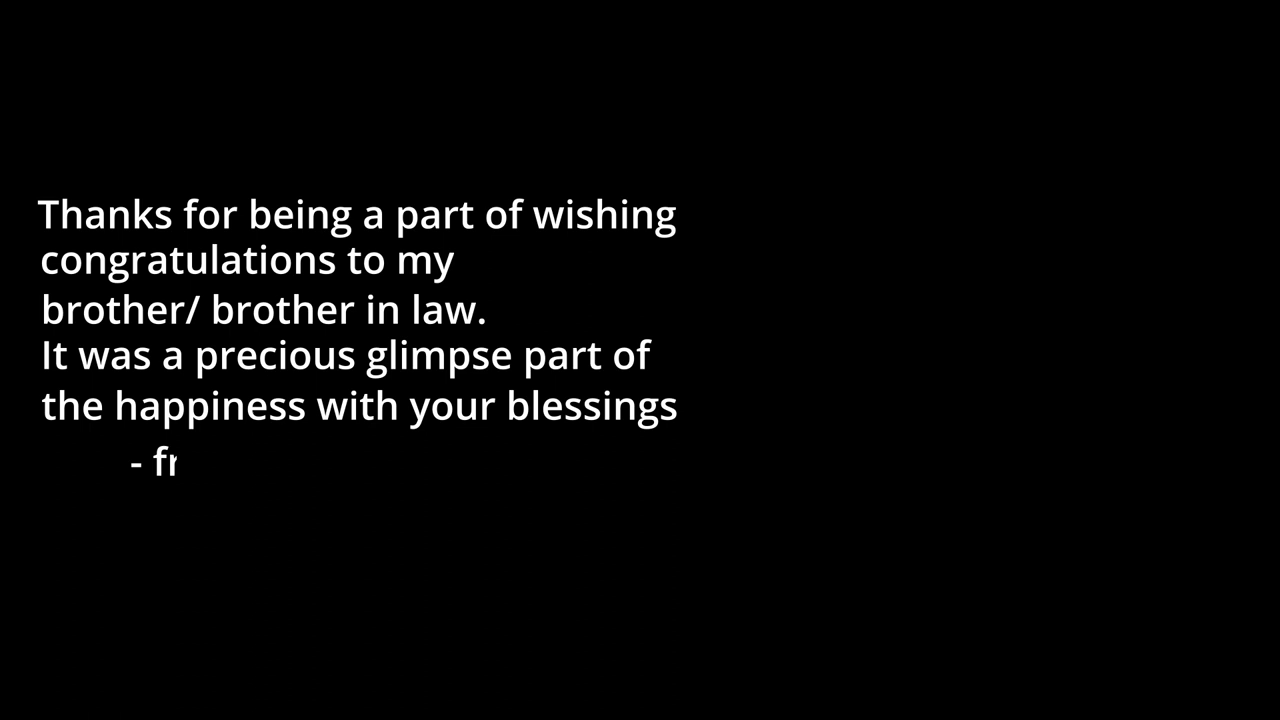 Thanks for being a part of wishing
congratulations to my
brother/ brother in law.
It was a precious glimpse part of
the happiness with your blessings
- fr